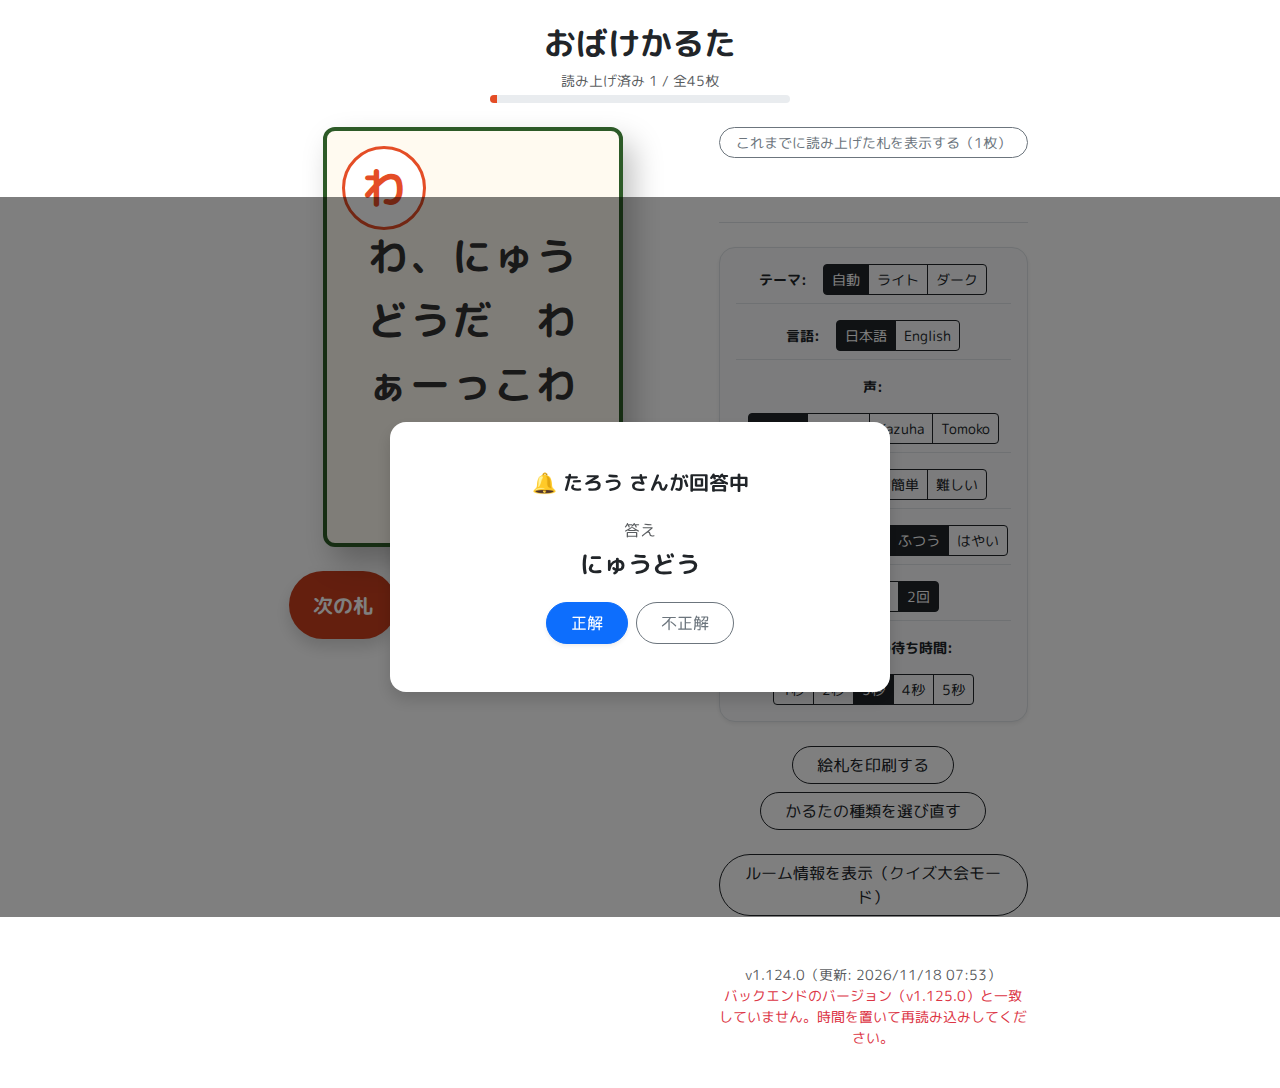 おばけかるた
読み上げ済み 1 / 全45枚
わ
わ、にゅう
どうだ　わ
ぁーっこわ
次の札
これまでに読み上げた札を表示する（1枚）
テーマ: 自動 ライト ダーク
言語: 日本語 English
声:
azuha Tomoko
簡単 難しい
ふつう はやい
2回
待ち時間:
4秒 5秒
🔔 たろう さんが回答中
答え
にゅうどう
正解 不正解
絵札を印刷する
かるたの種類を選び直す
ルーム情報を表示（クイズ大会モー
ド）
v1.124.0（更新: 2026/11/18 07:53）
バックエンドのバージョン（v1.125.0）と一致
していません。時間を置いて再読み込みしてくだ
さい。